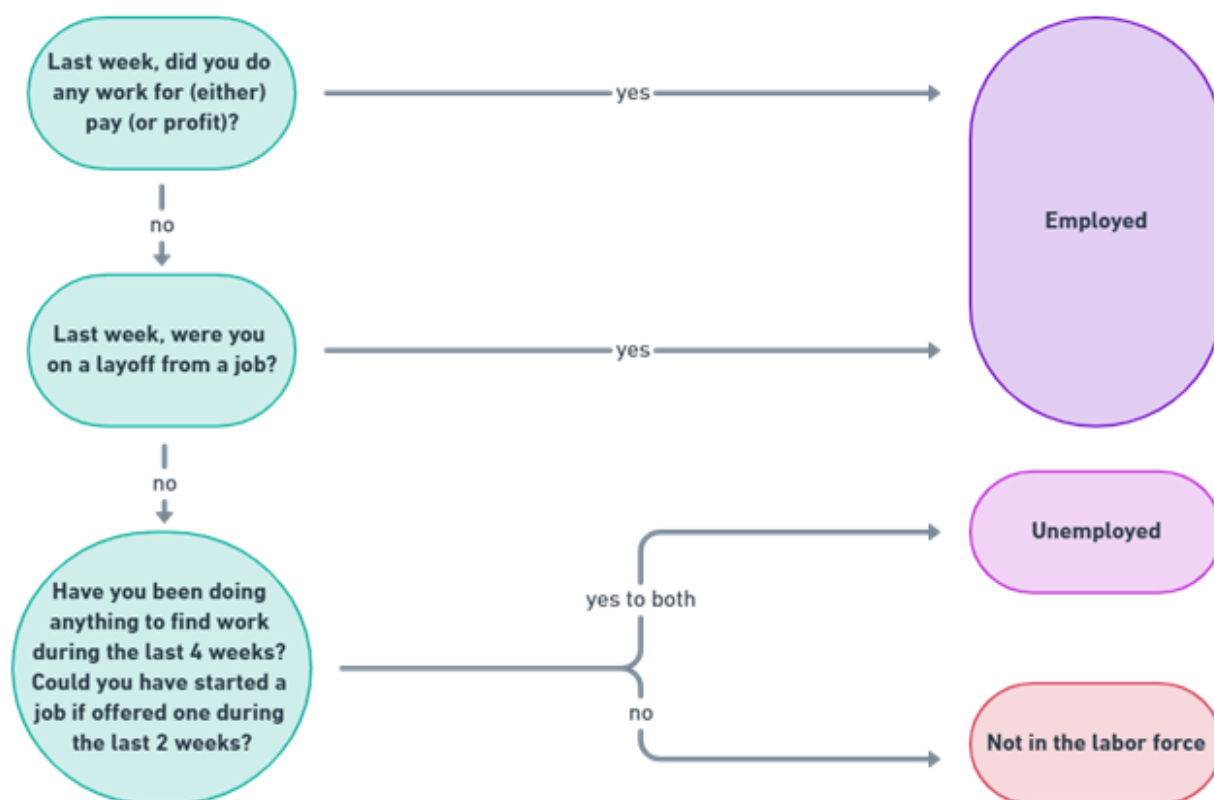 Last week, did you do
any work for (either)
pay (or profit)?
yes
Employed
no
Last week, were you
on a layoff from a job?
yes
no
Have you been doing
anything to find work
during the last 4 weeks?
Could you have started a
job if offered one during
the last 2 weeks?
yes to both
Unemployed
no
Not in the labor force